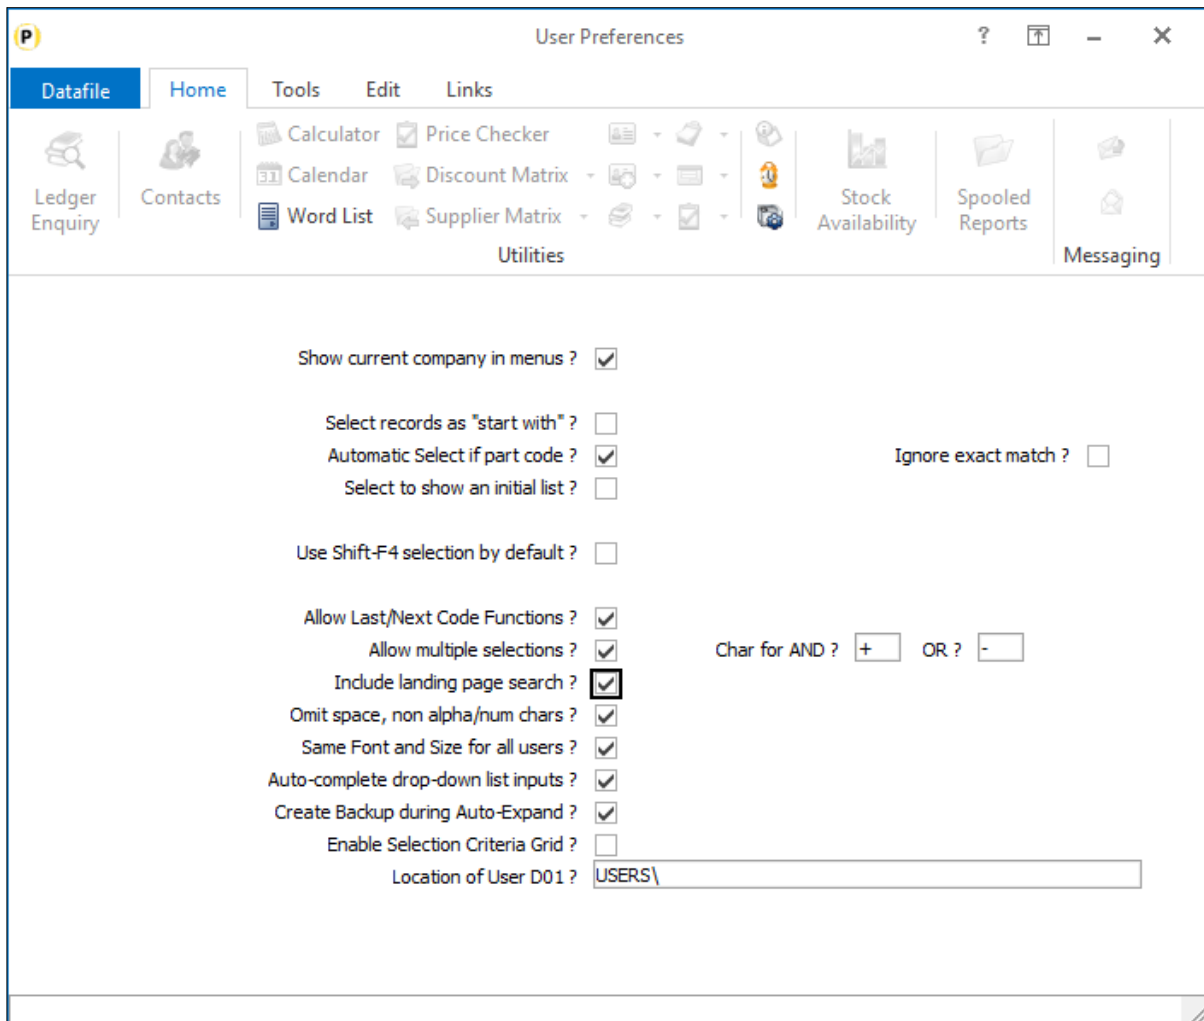 P
User Preferences
?
Datafile Home Tools Edit Links
Calculator Price Checker
31 Calendar Discount Matrix
Word List Supplier Matrix
Ledger
Enquiry
Contacts
Stock
Availability
Spooled
Reports
Utilities
Messaging
Show current company in menus ?
Select records as "start with" ?
Automatic Select if part code ? Ignore exact match ?
Select to show an initial list ?
Use Shift-F4 selection by default ?
Allow Last/Next Code Functions ?
Allow multiple selections ? Char for AND ? + OR ? -
Include landing page search ?
Omit space, non alpha/num chars ?
Same Font and Size for all users ?
Auto-complete drop-down list inputs ?
Create Backup during Auto-Expand ?
Enable Selection Criteria Grid ?
Location of User D01 ? USERS\